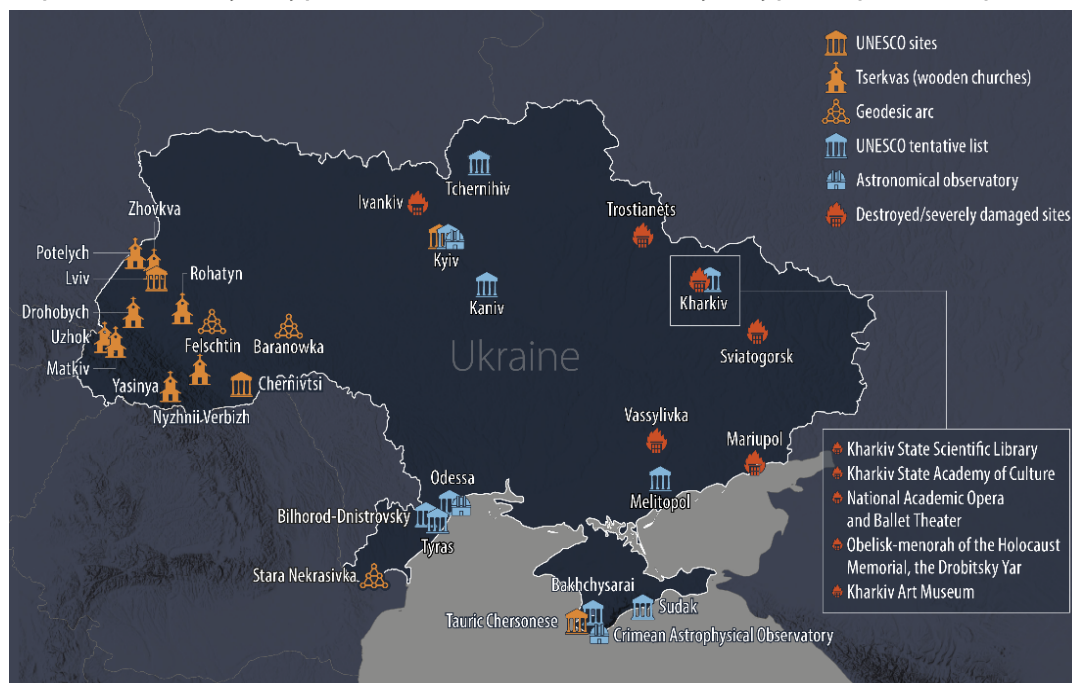 UNESCO sites
Tserkvas (wooden churches)
Geodesic arc
UNESCO tentative list
Astronomical observatory
Destroyed/severely damaged sites
Tchernihiv
Ivankiv
Trostianets
Zhovkva
Kyiv
Potelych
Lviv
Rohatyn
Kaniv
Kharkiv
Drohobych
Uzhok
Felschtin
Baranowka
Sviatogorsk
Ukraine
Matkiv
Yasinya
Chernivtsi
Nyzhnii Verbizh
Vassylivka
Mariupol
Kharkiv State Scientific Library
Kharkiv State Academy of Culture
National Academic Opera
and Ballet Theater
Obelisk-menorah of the Holocaust
Memorial, the Drobitsky Yar
Kharkiv Art Museum
Odessa
Melitopol
Bilhorod-Dnistrovsky
Tyras
Stara Nekrasivka
Bakhchysarai
Sudak
Tauric Chersonese
Crimean Astrophysical Observatory